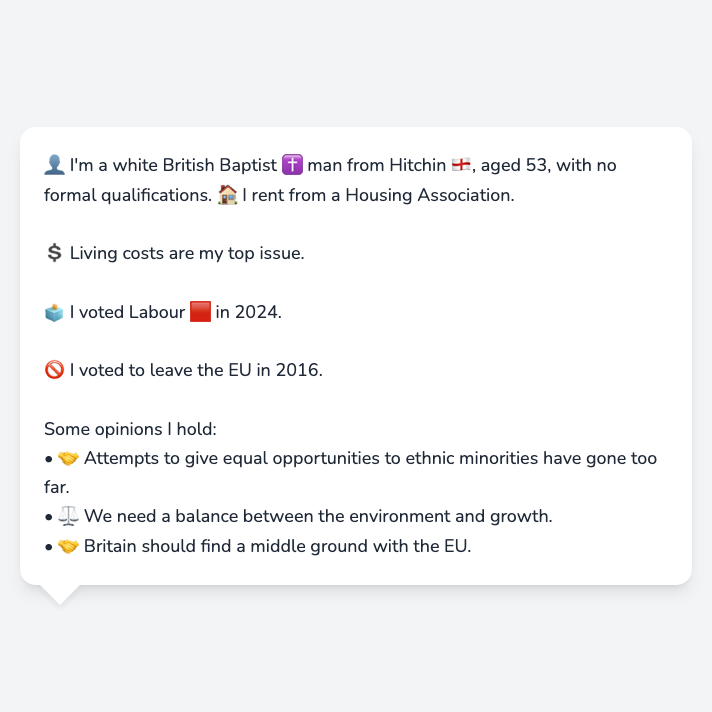 👤 I'm a white British Baptist ✝️ man from Hitchin 🏴󠁧󠁢󠁥󠁮󠁧󠁿, aged 53, with no
formal qualifications. 🏠 I rent from a Housing Association.
💲 Living costs are my top issue.
🗳️ I voted Labour 🟥 in 2024.
🚫 I voted to leave the EU in 2016.
Some opinions I hold:
• 🤝 Attempts to give equal opportunities to ethnic minorities have gone too
far.
• ⚖️ We need a balance between the environment and growth.
• 🤝 Britain should find a middle ground with the EU.